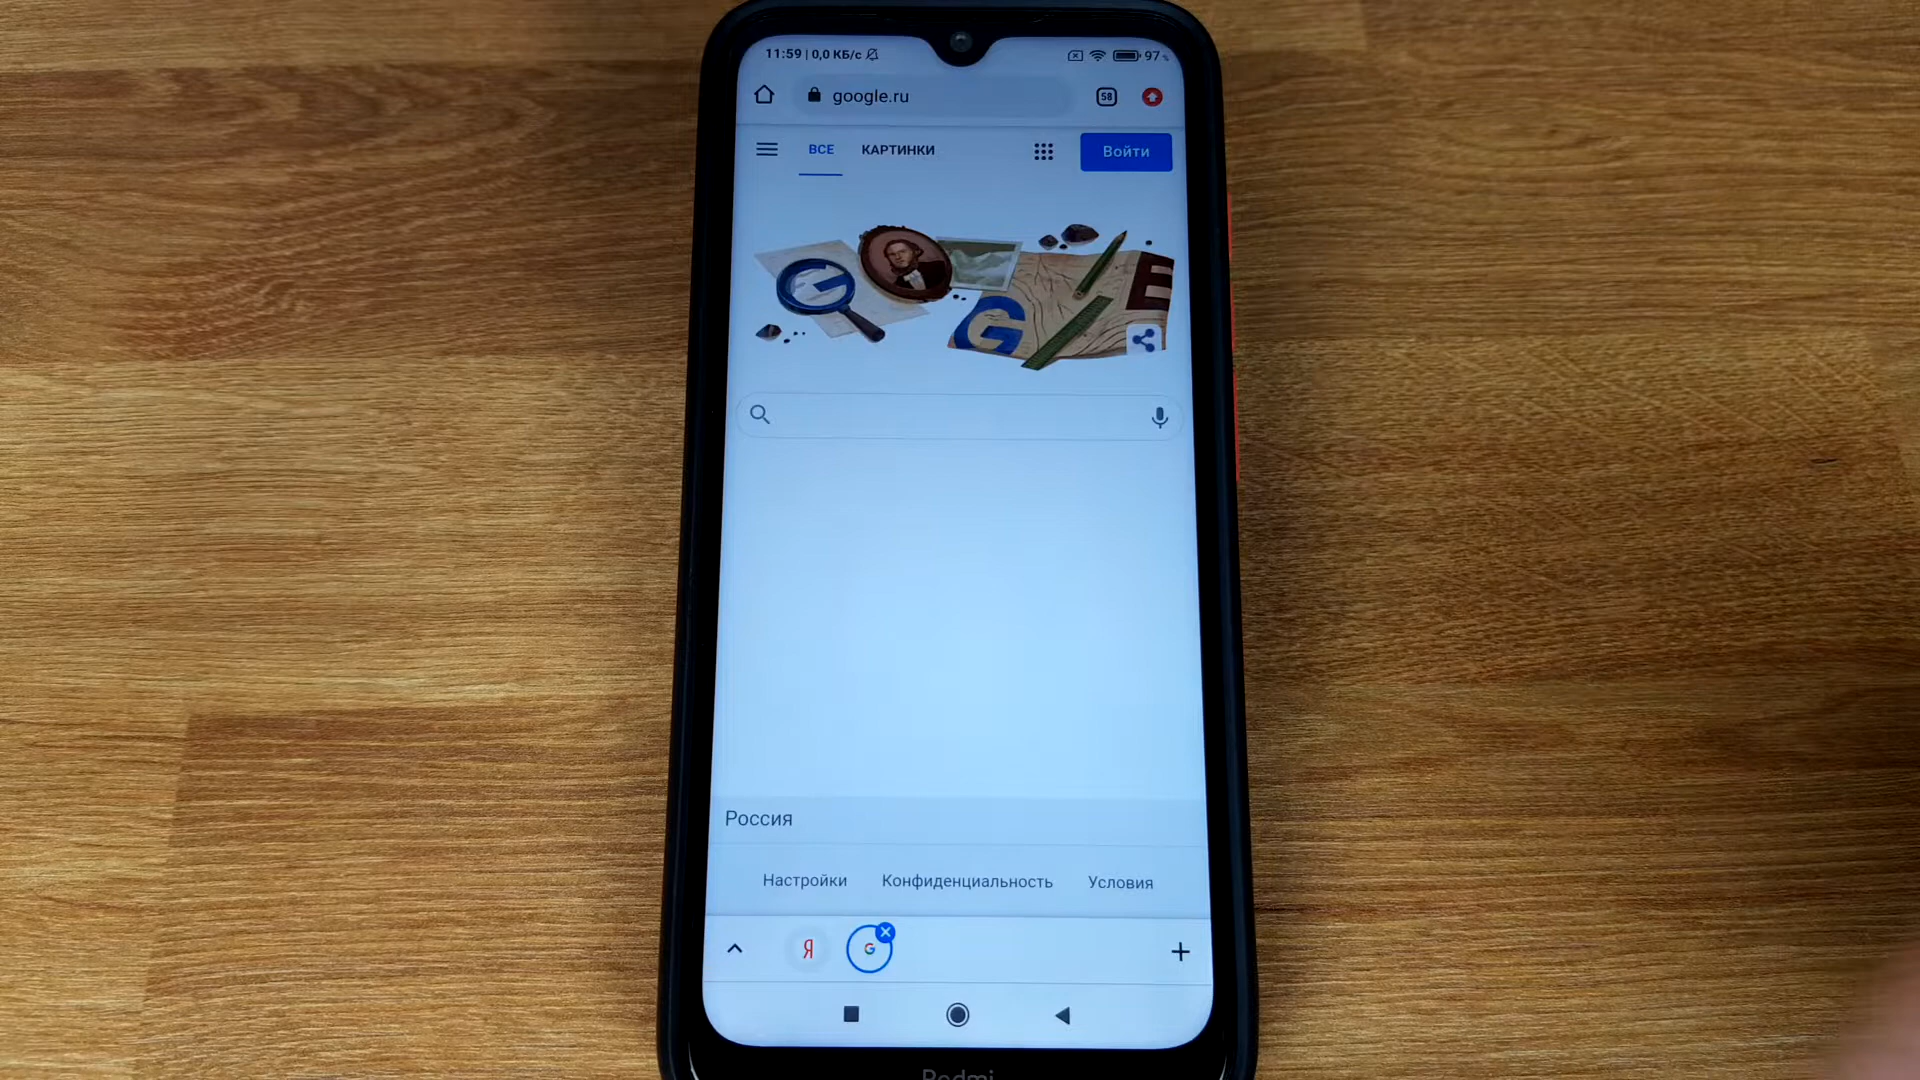 11:59 | 0,0 КБ/с 97 %
google.ru 58
ВСЕ КАРТИНКИ Войти
G G E
Россия
Настройки Конфиденциальность Условия
Я G
Redmi